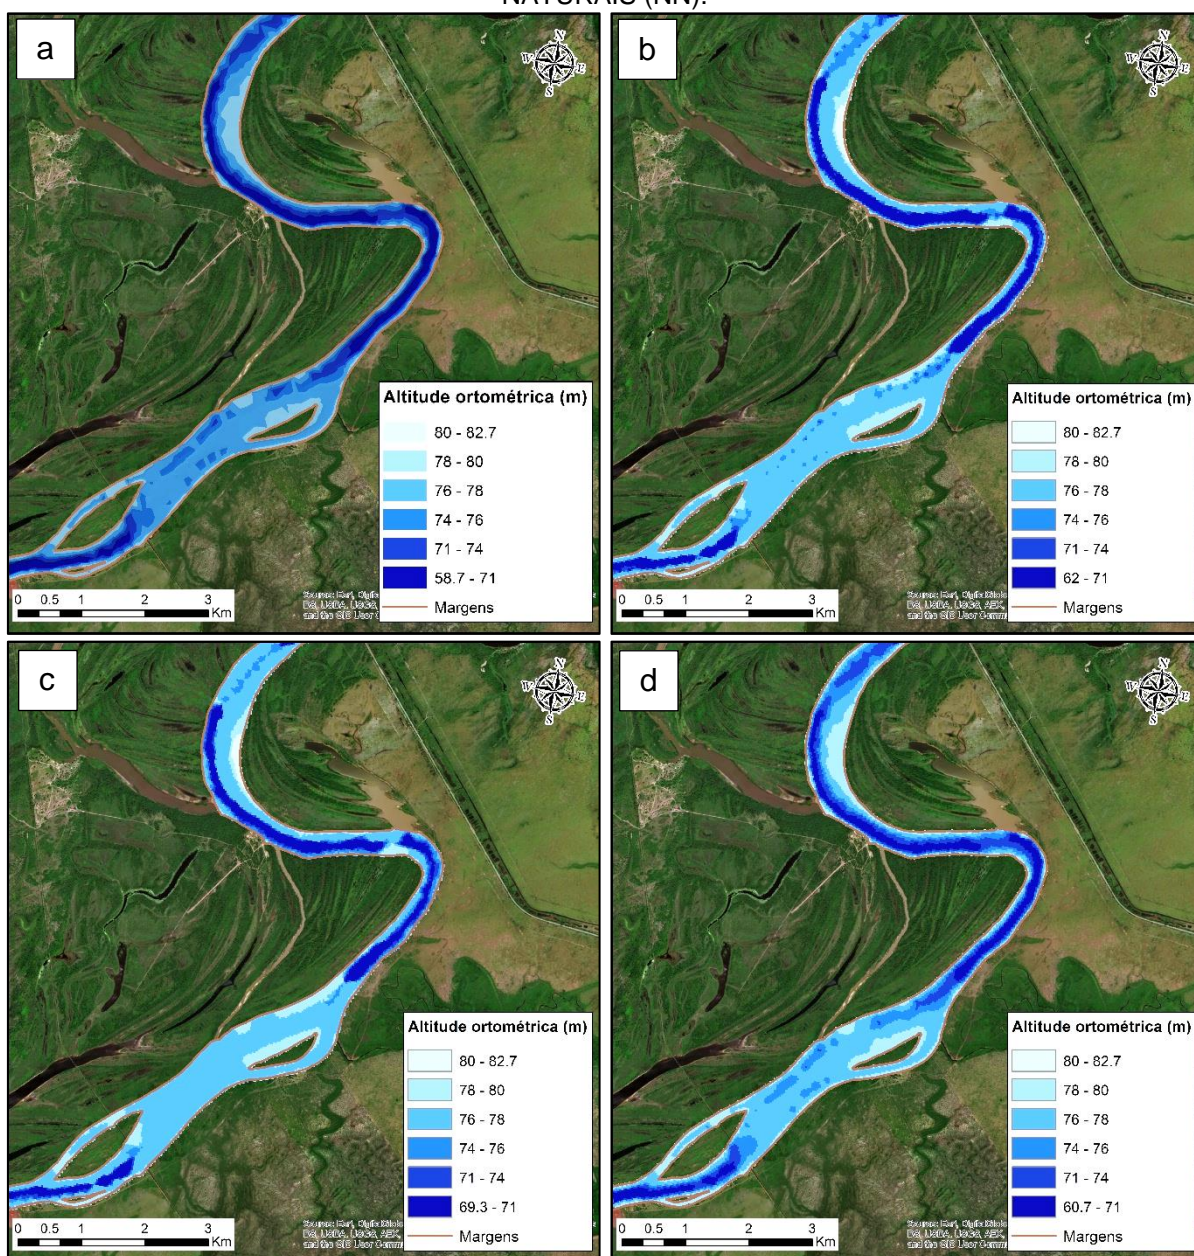 NATURAIS (NN).
a
N
W
E
S
Altitude ortométrica (m)
80 - 82.7
78 - 80
76 - 78
74 - 76
71 - 74
58.7 - 71
Margens
0 0.5 1 2 3
Km
b
N
W
E
S
Altitude ortométrica (m)
80 - 82.7
78 - 80
76 - 78
74 - 76
71 - 74
62 - 71
Margens
0 0.5 1 2 3
Km
c
N
W
E
S
Altitude ortométrica (m)
80 - 82.7
78 - 80
76 - 78
74 - 76
71 - 74
69.3 - 71
Margens
0 0.5 1 2 3
Km
d
N
W
E
S
Altitude ortométrica (m)
80 - 82.7
78 - 80
76 - 78
74 - 76
71 - 74
60.7 - 71
Margens
0 0.5 1 2 3
Km